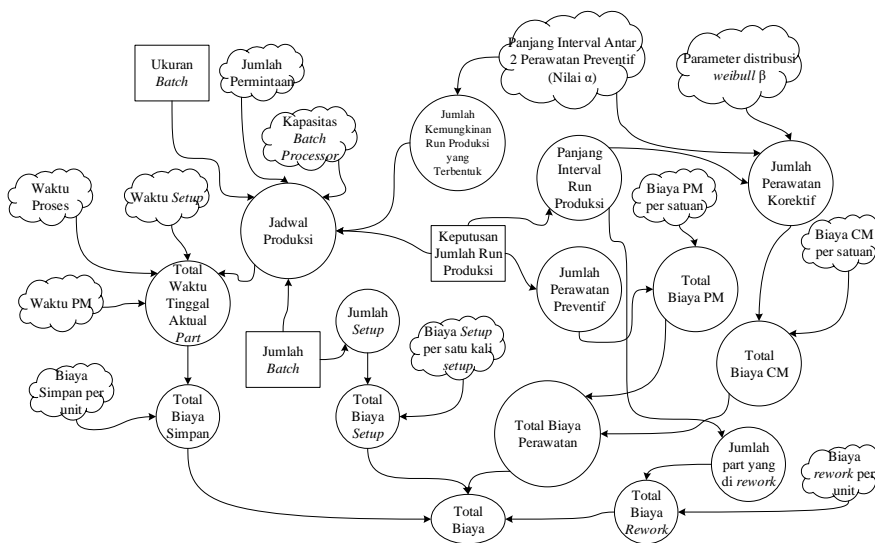 Ukuran
Batch
Jumlah
Permintaan
Panjang Interval Antar
2 Perawatan Preventif
(Nilai α)
Parameter distribusi
weibull β
Kapasitas
Batch
Processor
Jumlah
Kemungkinan
Run Produksi
yang
Terbentuk
Panjang
Interval
Run
Produksi
Jumlah
Perawatan
Korektif
Waktu
Proses
Waktu Setup
Jadwal
Produksi
Keputusan
Jumlah Run
Produksi
Biaya PM
per satuan
Biaya CM
per satuan
Total
Waktu
Tinggal
Aktual
Part
Waktu PM
Jumlah
Perawatan
Preventif
Total
Biaya PM
Jumlah
Setup
Jumlah
Batch
Biaya Setup
per satu kali
setup
Total
Biaya CM
Biaya
Simpan per
unit
Total
Biaya
Simpan
Total
Biaya
Setup
Total Biaya
Perawatan
Jumlah
part yang
di rework
Biaya
rework per
unit
Total
Biaya
Total
Biaya
Rework